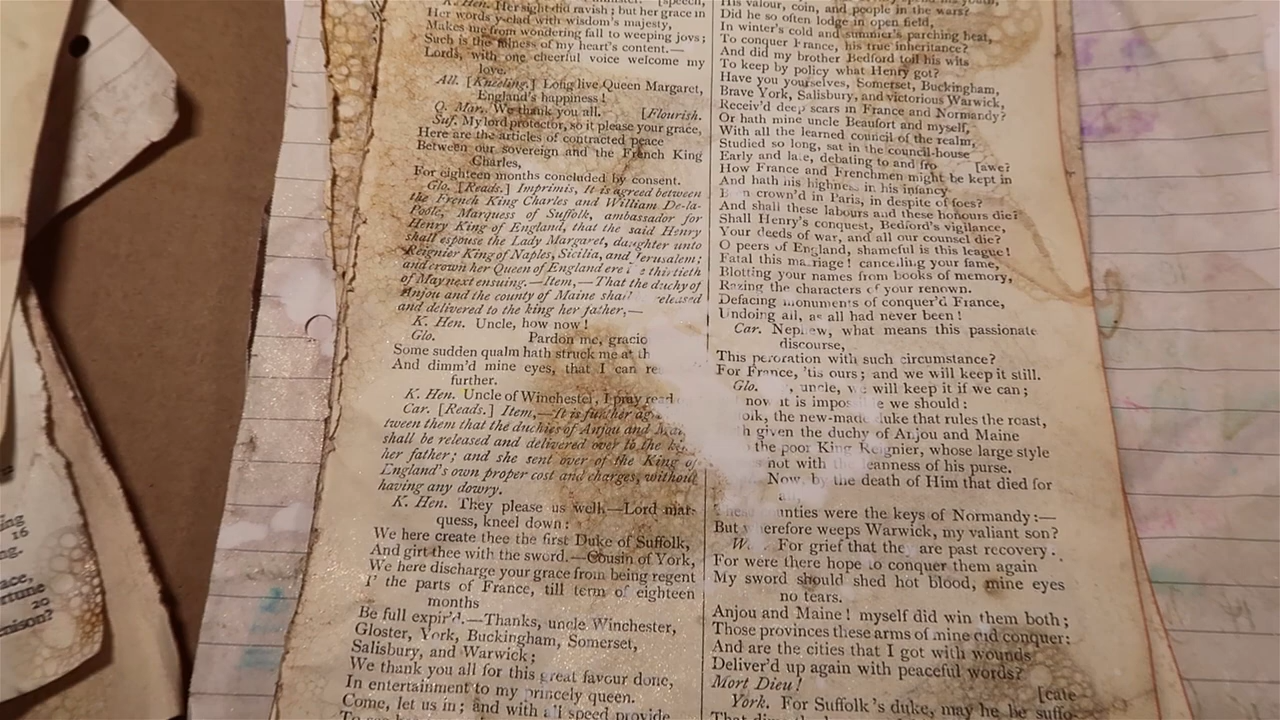 K. Hen. Her sight did ravish; but her grace in [speech,
Her words y-clad with wisdom's majesty,
Makes me from wondering fall to weeping joys;
Such is the fulness of my heart's content.—
Lords, with one cheerful voice welcome my
love.
All. [Kneeling.] Long live Queen Margaret,
England's happiness!
Q. Mar. We thank you all. [Flourish.
Suf. My lord protector, so it please your grace,
Here are the articles of contracted peace
Between our sovereign and the French King
Charles,
For eighteen months concluded by consent.
Glo. [Reads.] Imprimis, It is agreed between
the French King Charles and William De-la-
Poole, Marquess of Suffolk, ambassador for
Henry King of England, that the said Henry
shall espouse the Lady Margaret, daughter unto
Reignier King of Naples, Sicilia, and Jerusalem;
and crown her Queen of England ere thirtieth
of May next ensuing.—Item,—That the duchy of
Anjou and the county of Maine shall released
and delivered to the king her father,—
K. Hen. Uncle, how now!
Glo. Pardon me, gracio
Some sudden qualm hath struck me at th
And dimm'd mine eyes, that I can re
further.
K. Hen. Uncle of Winchester, I pray read
Car. [Reads.] Item,—It is further ag
tween them that the duchies of Anjou and Mai
shall be released and delivered over to the ki
her father; and she sent over of the King of
England's own proper cost and charges, without
having any dowry.
K. Hen. They please us well.—Lord mar-
quess, kneel down:
We here create thee the first Duke of Suffolk,
And girt thee with the sword.—Cousin of York,
We here discharge your grace from being regent
I' the parts of France, till term of eighteen
months
Be full expir'd.—Thanks, uncle Winchester,
Gloster, York, Buckingham, Somerset,
Salisbury, and Warwick;
We thank you all for this great favour done,
In entertainment to my princely queen.
Come, let us in; and with all speed provide
His valour, coin, and people in the wars?
Did he so often lodge in open field,
In winter's cold and summer's parching heat,
To conquer France, his true inheritance?
And did my brother Bedford toil his wits
To keep by policy what Henry got?
Have you yourselves, Somerset, Buckingham,
Brave York, Salisbury, and victorious Warwick,
Receiv'd deep scars in France and Normandy?
Or hath mine uncle Beaufort and myself,
With all the learned council of the realm,
Studied so long, sat in the council-house
Early and late, debating to and fro [awe?
How France and Frenchmen might be kept in
And hath his highness in his infancy
Been crown'd in Paris, in despite of foes?
And shall these labours and these honours die?
Shall Henry's conquest, Bedford's vigilance,
Your deeds of war, and all our counsel die?
O peers of England, shameful is this league!
Fatal this marriage! cancelling your fame,
Blotting your names from books of memory,
Razing the characters of your renown.
Defacing monuments of conquer'd France,
Undoing all, as all had never been!
Car. Nephew, what means this passionate
discourse,
This peroration with such circumstance?
For France, 'tis ours; and we will keep it still.
Glo. , uncle, we will keep it if we can;
now it is impossible we should:
olk, the new-made duke that rules the roast,
h given the duchy of Anjou and Maine
the poor King Reignier, whose large style
not with the leanness of his purse.
Now, by the death of Him that died for
unties were the keys of Normandy:—
But wherefore weeps Warwick, my valiant son?
For grief that they are past recovery.
For were there hope to conquer them again
My sword should shed hot blood, mine eyes
no tears.
Anjou and Maine! myself did win them both;
Those provinces these arms of mine did conquer:
And are the cities that I got with wounds
Deliver'd up again with peaceful words?
Mort Dieu!
[cate
York. For Suffolk's duke, may he be suffo-
ing
16
ng.
ace,
rtune
20
enison?